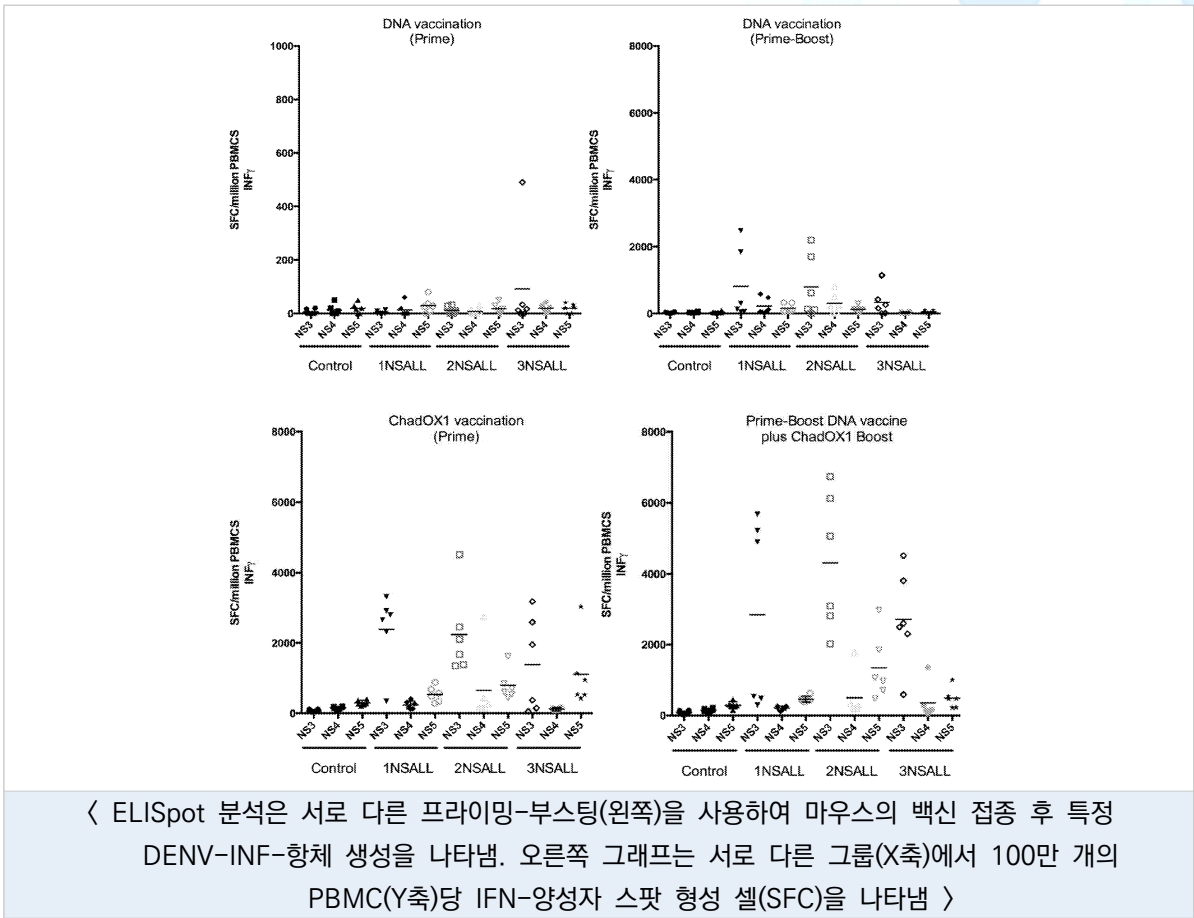 DNA vaccination
(Prime)
1000
800
600
400
200
0
SFC/million PBMCS
INFγ
NS3 NS4 NS5 NS3 NS4 NS5 NS3 NS4 NS5 NS3 NS4 NS5
Control 1NSALL 2NSALL 3NSALL
DNA vaccination
(Prime-Boost)
8000
6000
4000
2000
0
SFC/million PBMCS
INFγ
NS3 NS4 NS5 NS3 NS4 NS5 NS3 NS4 NS5 NS3 NS4 NS5
Control 1NSALL 2NSALL 3NSALL
ChadOX1 vaccination
(Prime)
8000
6000
4000
2000
0
SFC/million PBMCS
INFγ
NS3 NS4 NS5 NS3 NS4 NS5 NS3 NS4 NS5 NS3 NS4 NS5
Control 1NSALL 2NSALL 3NSALL
Prime-Boost DNA vaccine
plus ChadOX1 Boost
8000
6000
4000
2000
0
SFC/million PBMCS
INFγ
NS3 NS4 NS5 NS3 NS4 NS5 NS3 NS4 NS5 NS3 NS4 NS5
Control 1NSALL 2NSALL 3NSALL
〈 ELISpot 분석은 서로 다른 프라이밍-부스팅(왼쪽)을 사용하여 마우스의 백신 접종 후 특정
DENV-INF-항체 생성을 나타냄. 오른쪽 그래프는 서로 다른 그룹(X축)에서 100만 개의
PBMC(Y축)당 IFN-양성자 스팟 형성 셀(SFC)을 나타냄 〉